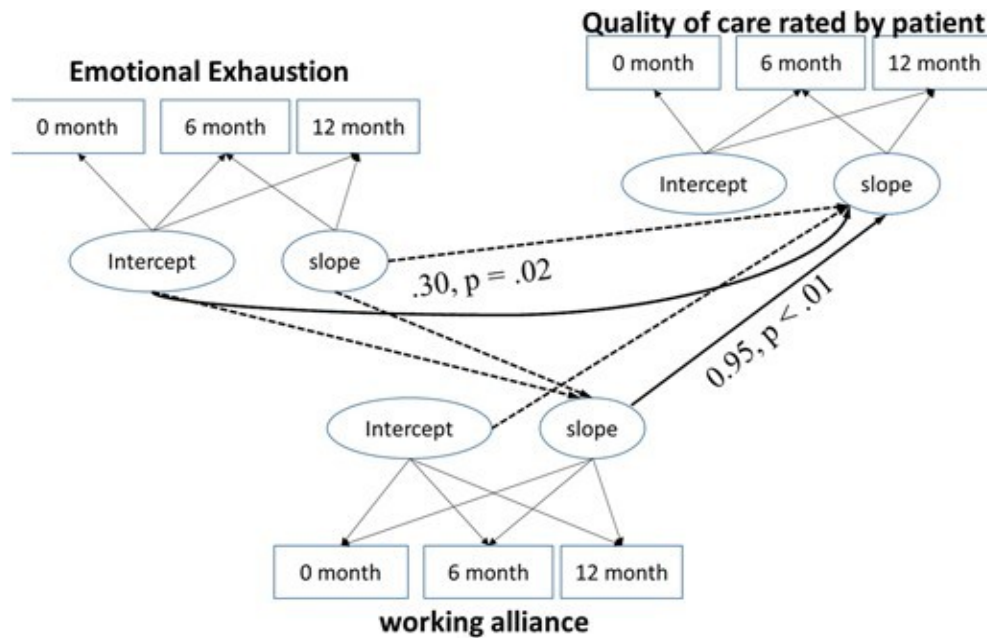 Quality of care rated by patient
0 month
6 month
12 month
Emotional Exhaustion
0 month
6 month
12 month
Intercept
slope
Intercept
slope
.30, p = .02
0.95, p < .01
Intercept
slope
0 month
6 month
12 month
working alliance